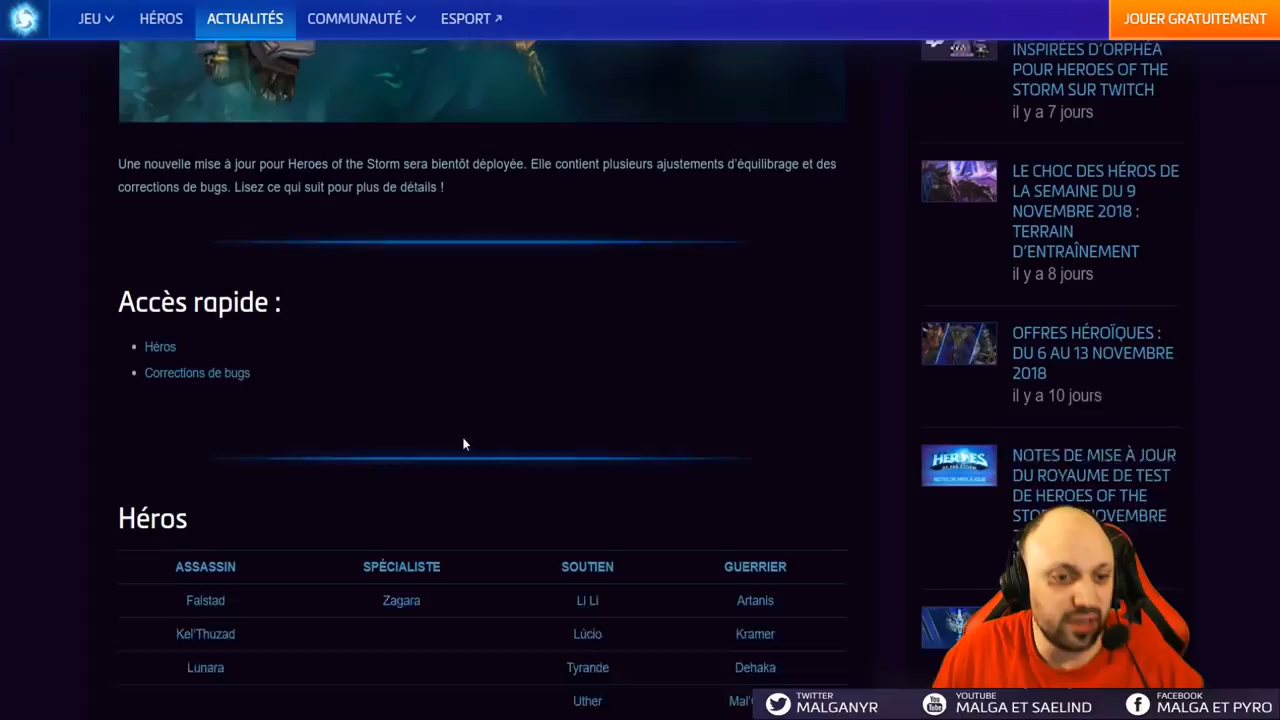 JEU HÉROS ACTUALITÉS COMMUNAUTÉ ESPORT JOUER GRATUITEMENT
INSPIRÉES D'ORPHÉA
POUR HEROES OF THE
STORM SUR TWITCH
il y a 7 jours
Une nouvelle mise à jour pour Heroes of the Storm sera bientôt déployée. Elle contient plusieurs ajustements d'équilibrage et des
corrections de bugs. Lisez ce qui suit pour plus de détails !
LE CHOC DES HÉROS DE
LA SEMAINE DU 9
NOVEMBRE 2018 :
TERRAIN
D'ENTRAÎNEMENT
il y a 8 jours
Accès rapide :
Héros
Corrections de bugs
OFFRES HÉROÏQUES :
DU 6 AU 13 NOVEMBRE
2018
il y a 10 jours
HEROES
NOTES DE MISE À JOUR
NOTES DE MISE À JOUR
DU ROYAUME DE TEST
DE HEROES OF THE
NOVEMBRE
Héros
ASSASSIN SPÉCIALISTE SOUTIEN GUERRIER
Falstad Zagara Li Li Artanis
Kel'Thuzad Lúcio Kramer
Lunara Tyrande Dehaka
Uther
TWITTER
MALGANYR
YOUTUBE
MALGA ET SAELIND
FACEBOOK
MALGA ET PYRO